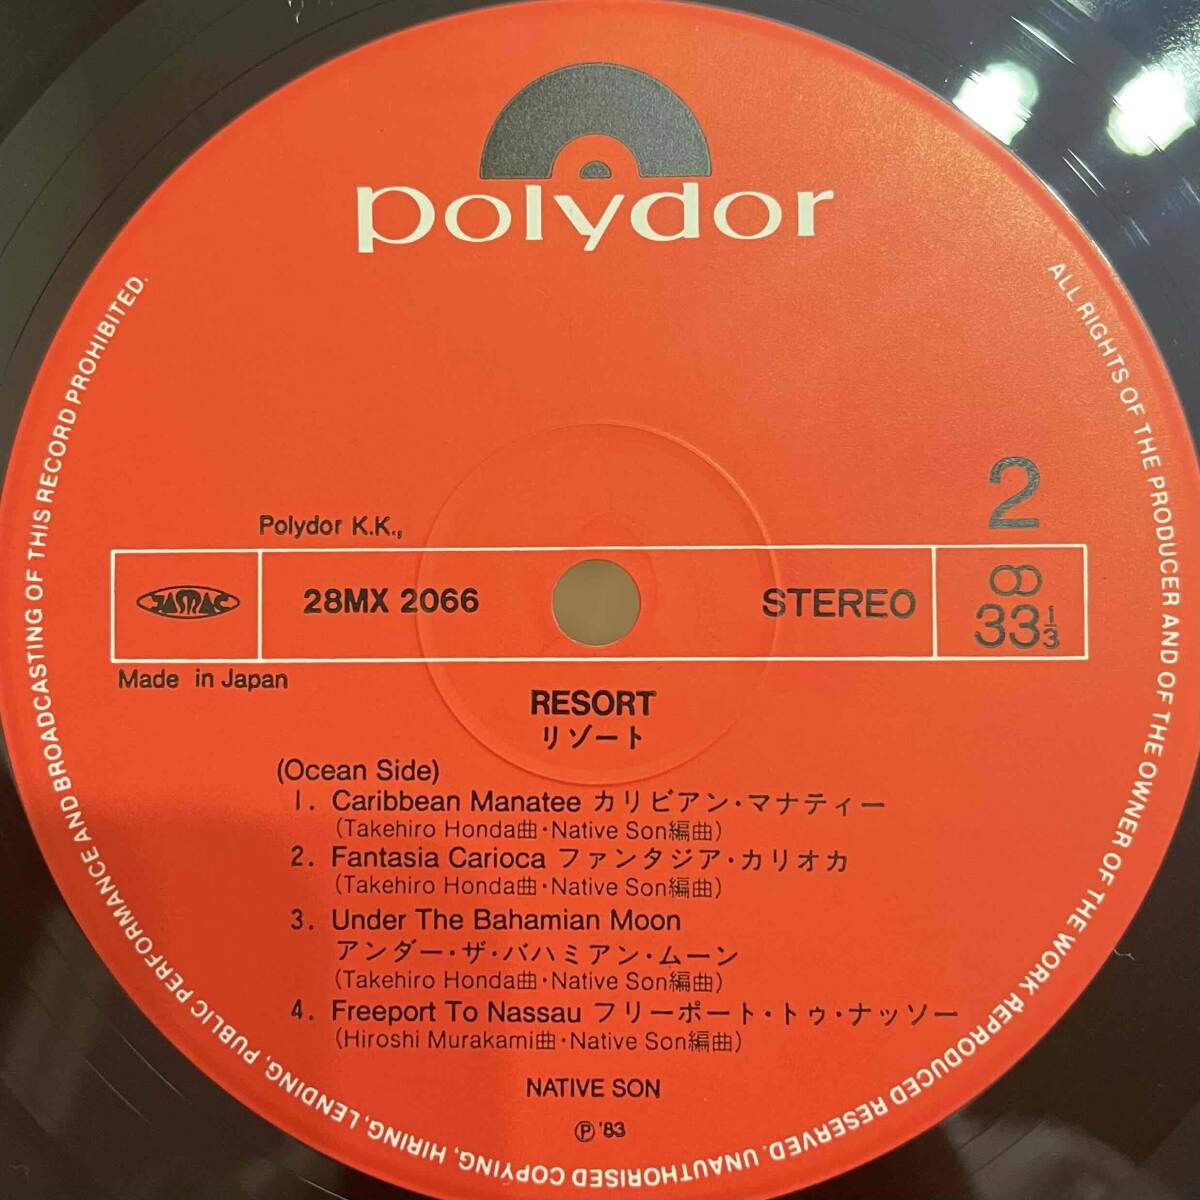 polydor
2
Polydor K.K.,
JASRAC
28MX 2066
STEREO
33 1/3
Made in Japan
RESORT
リゾート
(Ocean Side)
1. Caribbean Manatee カリビアン・マナティー
(Takehiro Honda曲・Native Son編曲)
2. Fantasia Carioca ファンタジア・カリオカ
(Takehiro Honda曲・Native Son編曲)
3. Under The Bahamian Moon
アンダー・ザ・バハミアン・ムーン
(Takehiro Honda曲・Native Son編曲)
4. Freeport To Nassau フリーポート・トゥ・ナッソー
(Hiroshi Murakami曲・Native Son編曲)
NATIVE SON
℗ '83
ALL RIGHTS OF THE PRODUCER AND OF THE OWNER OF THE WORK REPRODUCED RESERVED. UNAUTHORISED COPYING, HIRING, LENDING, PUBLIC PERFORMANCE AND BROADCASTING OF THIS RECORD PROHIBITED.